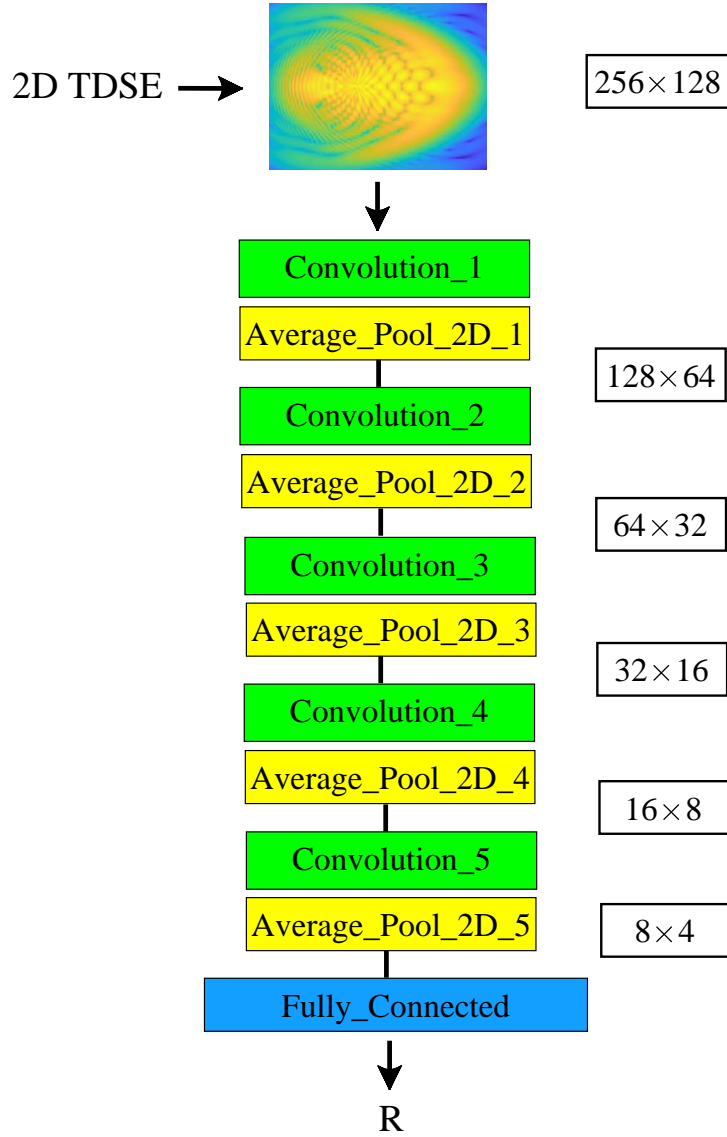 2D TDSE
256×128
Convolution_1
Average_Pool_2D_1
128×64
Convolution_2
Average_Pool_2D_2
64×32
Convolution_3
Average_Pool_2D_3
32×16
Convolution_4
Average_Pool_2D_4
16×8
Convolution_5
Average_Pool_2D_5
8×4
Fully_Connected
R